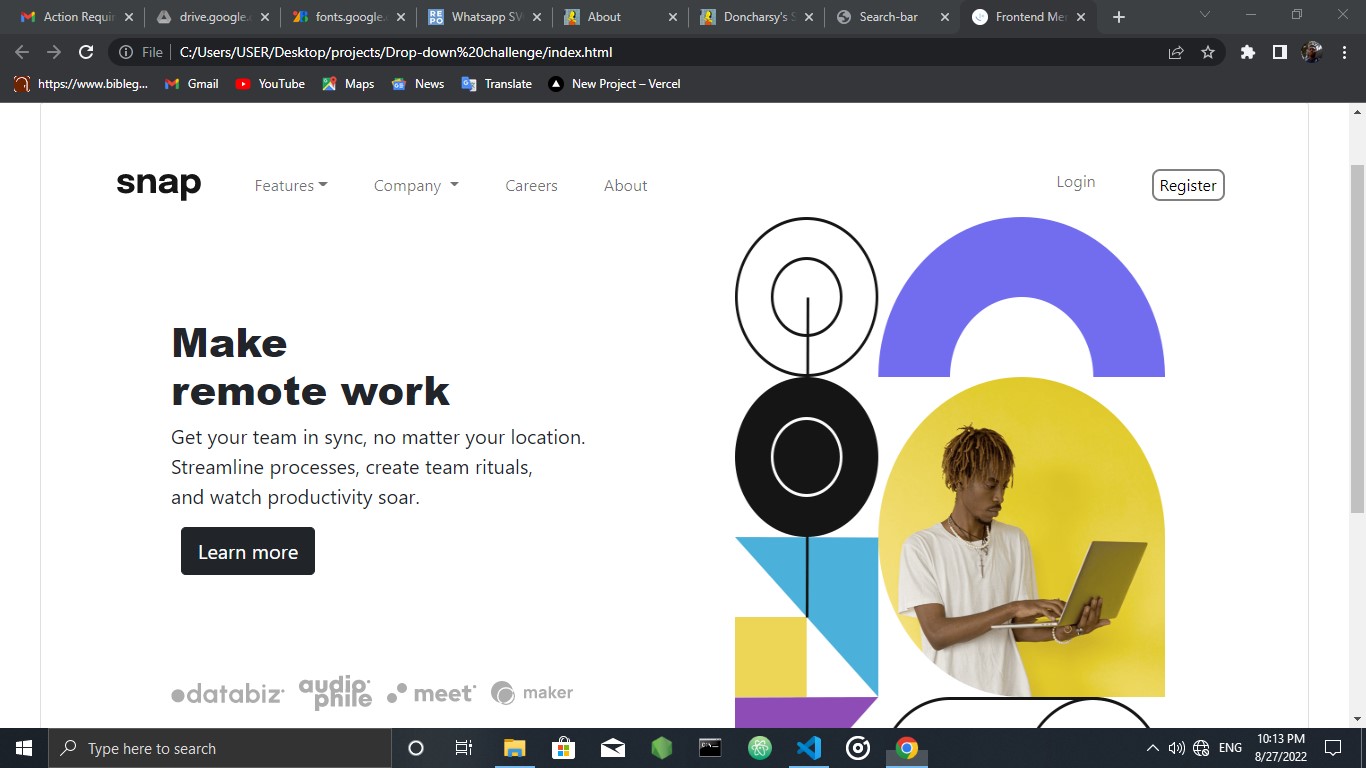 Action Requir
drive.google.c
fonts.google.c
REPO
Whatsapp SV
About
Doncharsy's S
Search-bar
Frontend Men
File
C:/Users/USER/Desktop/projects/Drop-down%20challenge/index.html
https://www.bibleg...
Gmail
YouTube
Maps
News
Translate
New Project – Vercel
snap
Features
Company
Careers
About
Login
Register
Make
remote work
Get your team in sync, no matter your location.
Streamline processes, create team rituals,
and watch productivity soar.
Learn more
databiz
audiophile
meet
maker
Type here to search
ENG
10:13 PM
8/27/2022